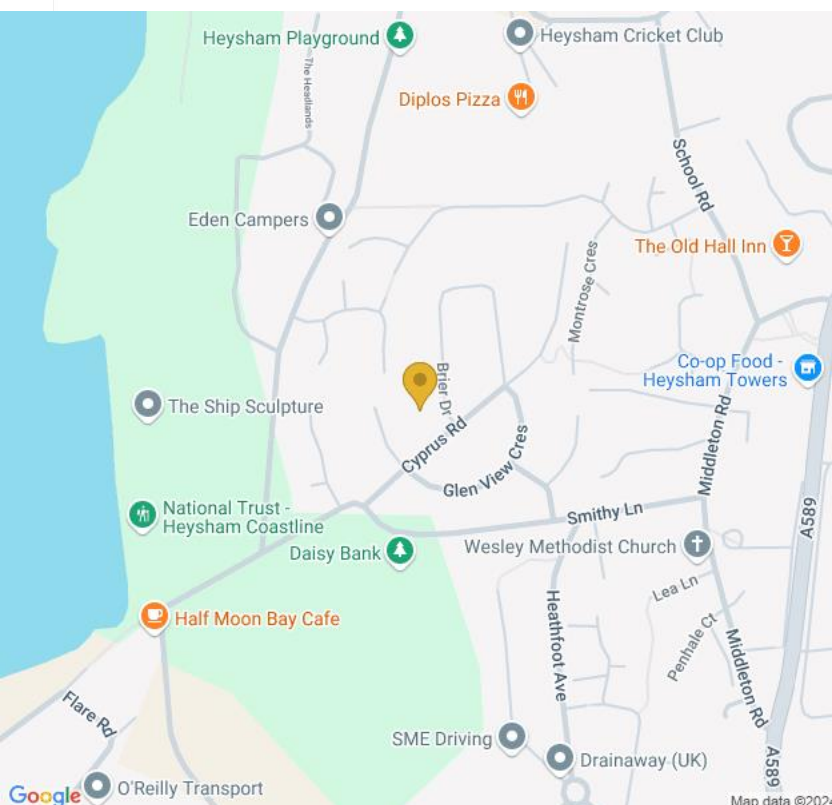 Heysham Playground
Heysham Cricket Club
The Headlands
Diplos Pizza
School Rd
Eden Campers
The Old Hall Inn
Montrose Cres
Co-op Food -
Heysham Towers
Brier Dr
The Ship Sculpture
Cyprus Rd
Middleton Rd
Glen View Cres
National Trust -
Heysham Coastline
Smithy Ln
A589
Daisy Bank
Wesley Methodist Church
Lea Ln
Half Moon Bay Cafe
Heathfoot Ave
Penhale Ct
Middleton Rd
Flare Rd
SME Driving
Drainaway (UK)
A589
O'Reilly Transport
Google
Map data ©2024